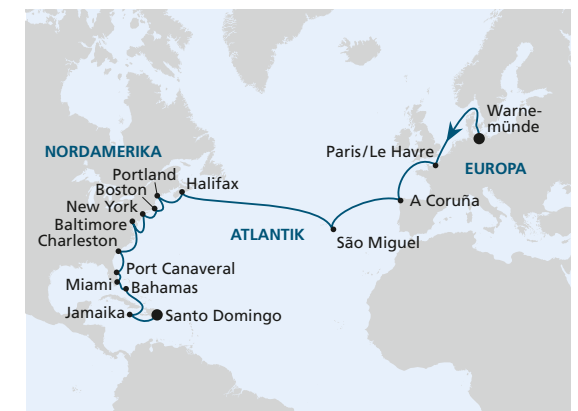 Warne-
münde
NORDAMERIKA
Paris/Le Havre
EUROPA
Portland
Boston
Halifax
New York
A Coruña
Baltimore
ATLANTIK
Charleston
São Miguel
Port Canaveral
Miami
Bahamas
Jamaika
Santo Domingo